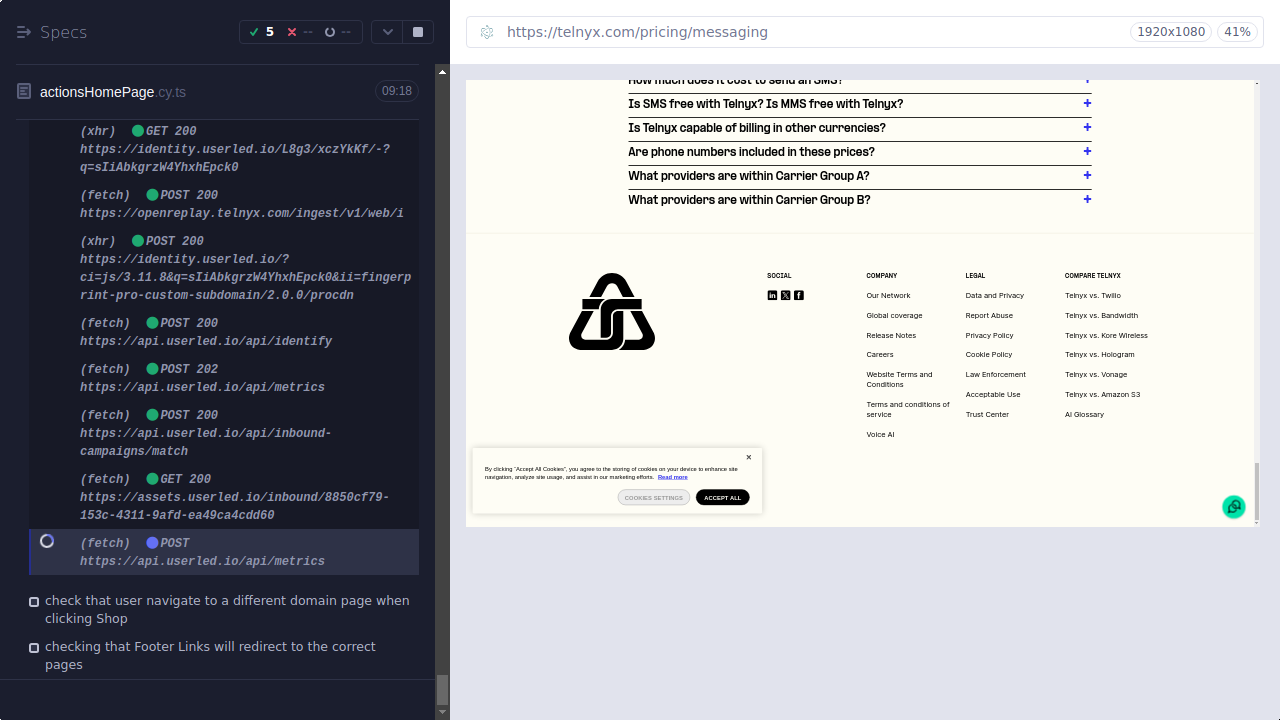 Specs
5
--
--
actionsHomePage.cy.ts
09:18
(xhr) GET 200
https://identity.userled.io/L8g3/xczYkKf/-?
q=sIiAbkgrzW4YhxhEpck0
(fetch) POST 200
https://openreplay.telnyx.com/ingest/v1/web/i
(xhr) POST 200
https://identity.userled.io/?
ci=js/3.11.8&q=sIiAbkgrzW4YhxhEpck0&ii=fingerp
rint-pro-custom-subdomain/2.0.0/procdn
(fetch) POST 200
https://api.userled.io/api/identify
(fetch) POST 202
https://api.userled.io/api/metrics
(fetch) POST 200
https://api.userled.io/api/inbound-
campaigns/match
(fetch) GET 200
https://assets.userled.io/inbound/8850cf79-
153c-4311-9afd-ea49ca4cdd60
(fetch) POST
https://api.userled.io/api/metrics
check that user navigate to a different domain page when
clicking Shop
checking that Footer Links will redirect to the correct
pages
https://telnyx.com/pricing/messaging
1920x1080
41%
How much does it cost to send an SMS?
Is SMS free with Telnyx? Is MMS free with Telnyx?
Is Telnyx capable of billing in other currencies?
Are phone numbers included in these prices?
What providers are within Carrier Group A?
What providers are within Carrier Group B?
SOCIAL
COMPANY
Our Network
Global coverage
Release Notes
Careers
Website Terms and
Conditions
Terms and conditions of
service
Voice AI
LEGAL
Data and Privacy
Report Abuse
Privacy Policy
Cookie Policy
Law Enforcement
Acceptable Use
Trust Center
COMPARE TELNYX
Telnyx vs. Twilio
Telnyx vs. Bandwidth
Telnyx vs. Kore Wireless
Telnyx vs. Hologram
Telnyx vs. Vonage
Telnyx vs. Amazon S3
AI Glossary
By clicking "Accept All Cookies", you agree to the storing of cookies on your device to enhance site
navigation, analyze site usage, and assist in our marketing efforts. Read more
COOKIES SETTINGS
ACCEPT ALL